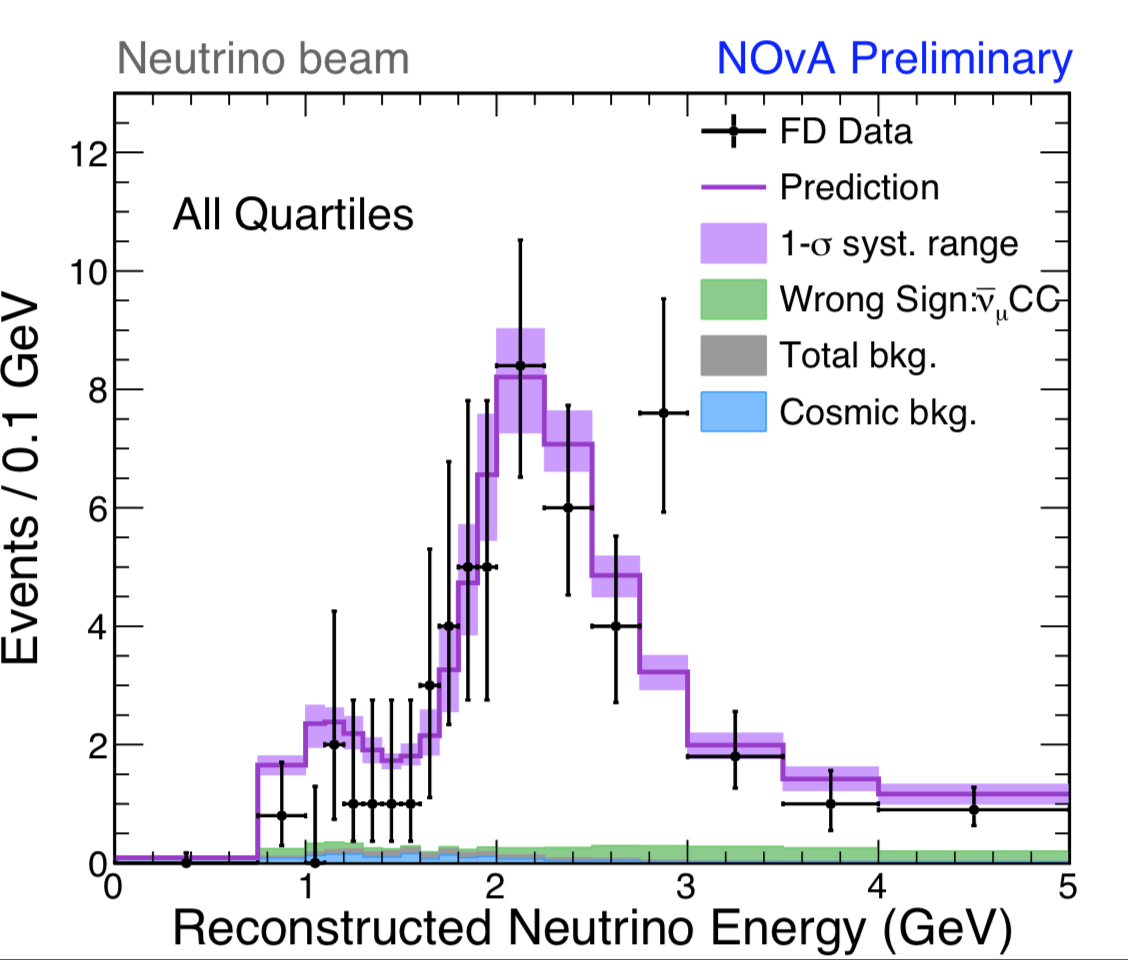 Neutrino beam
NOvA Preliminary
FD Data
Prediction
1-σ syst. range
Wrong Sign:ν̅μCC
Total bkg.
Cosmic bkg.
All Quartiles
Events / 0.1 GeV
12
10
8
6
4
2
0
0 1 2 3 4 5
Reconstructed Neutrino Energy (GeV)